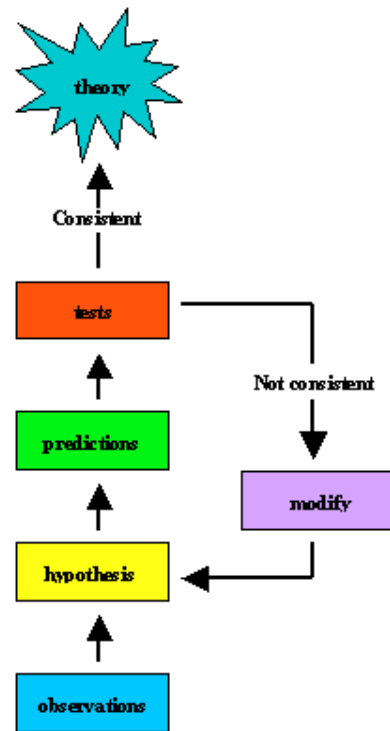 theory
Consistent
tests
Not consistent
predictions
modify
hypothesis
observations